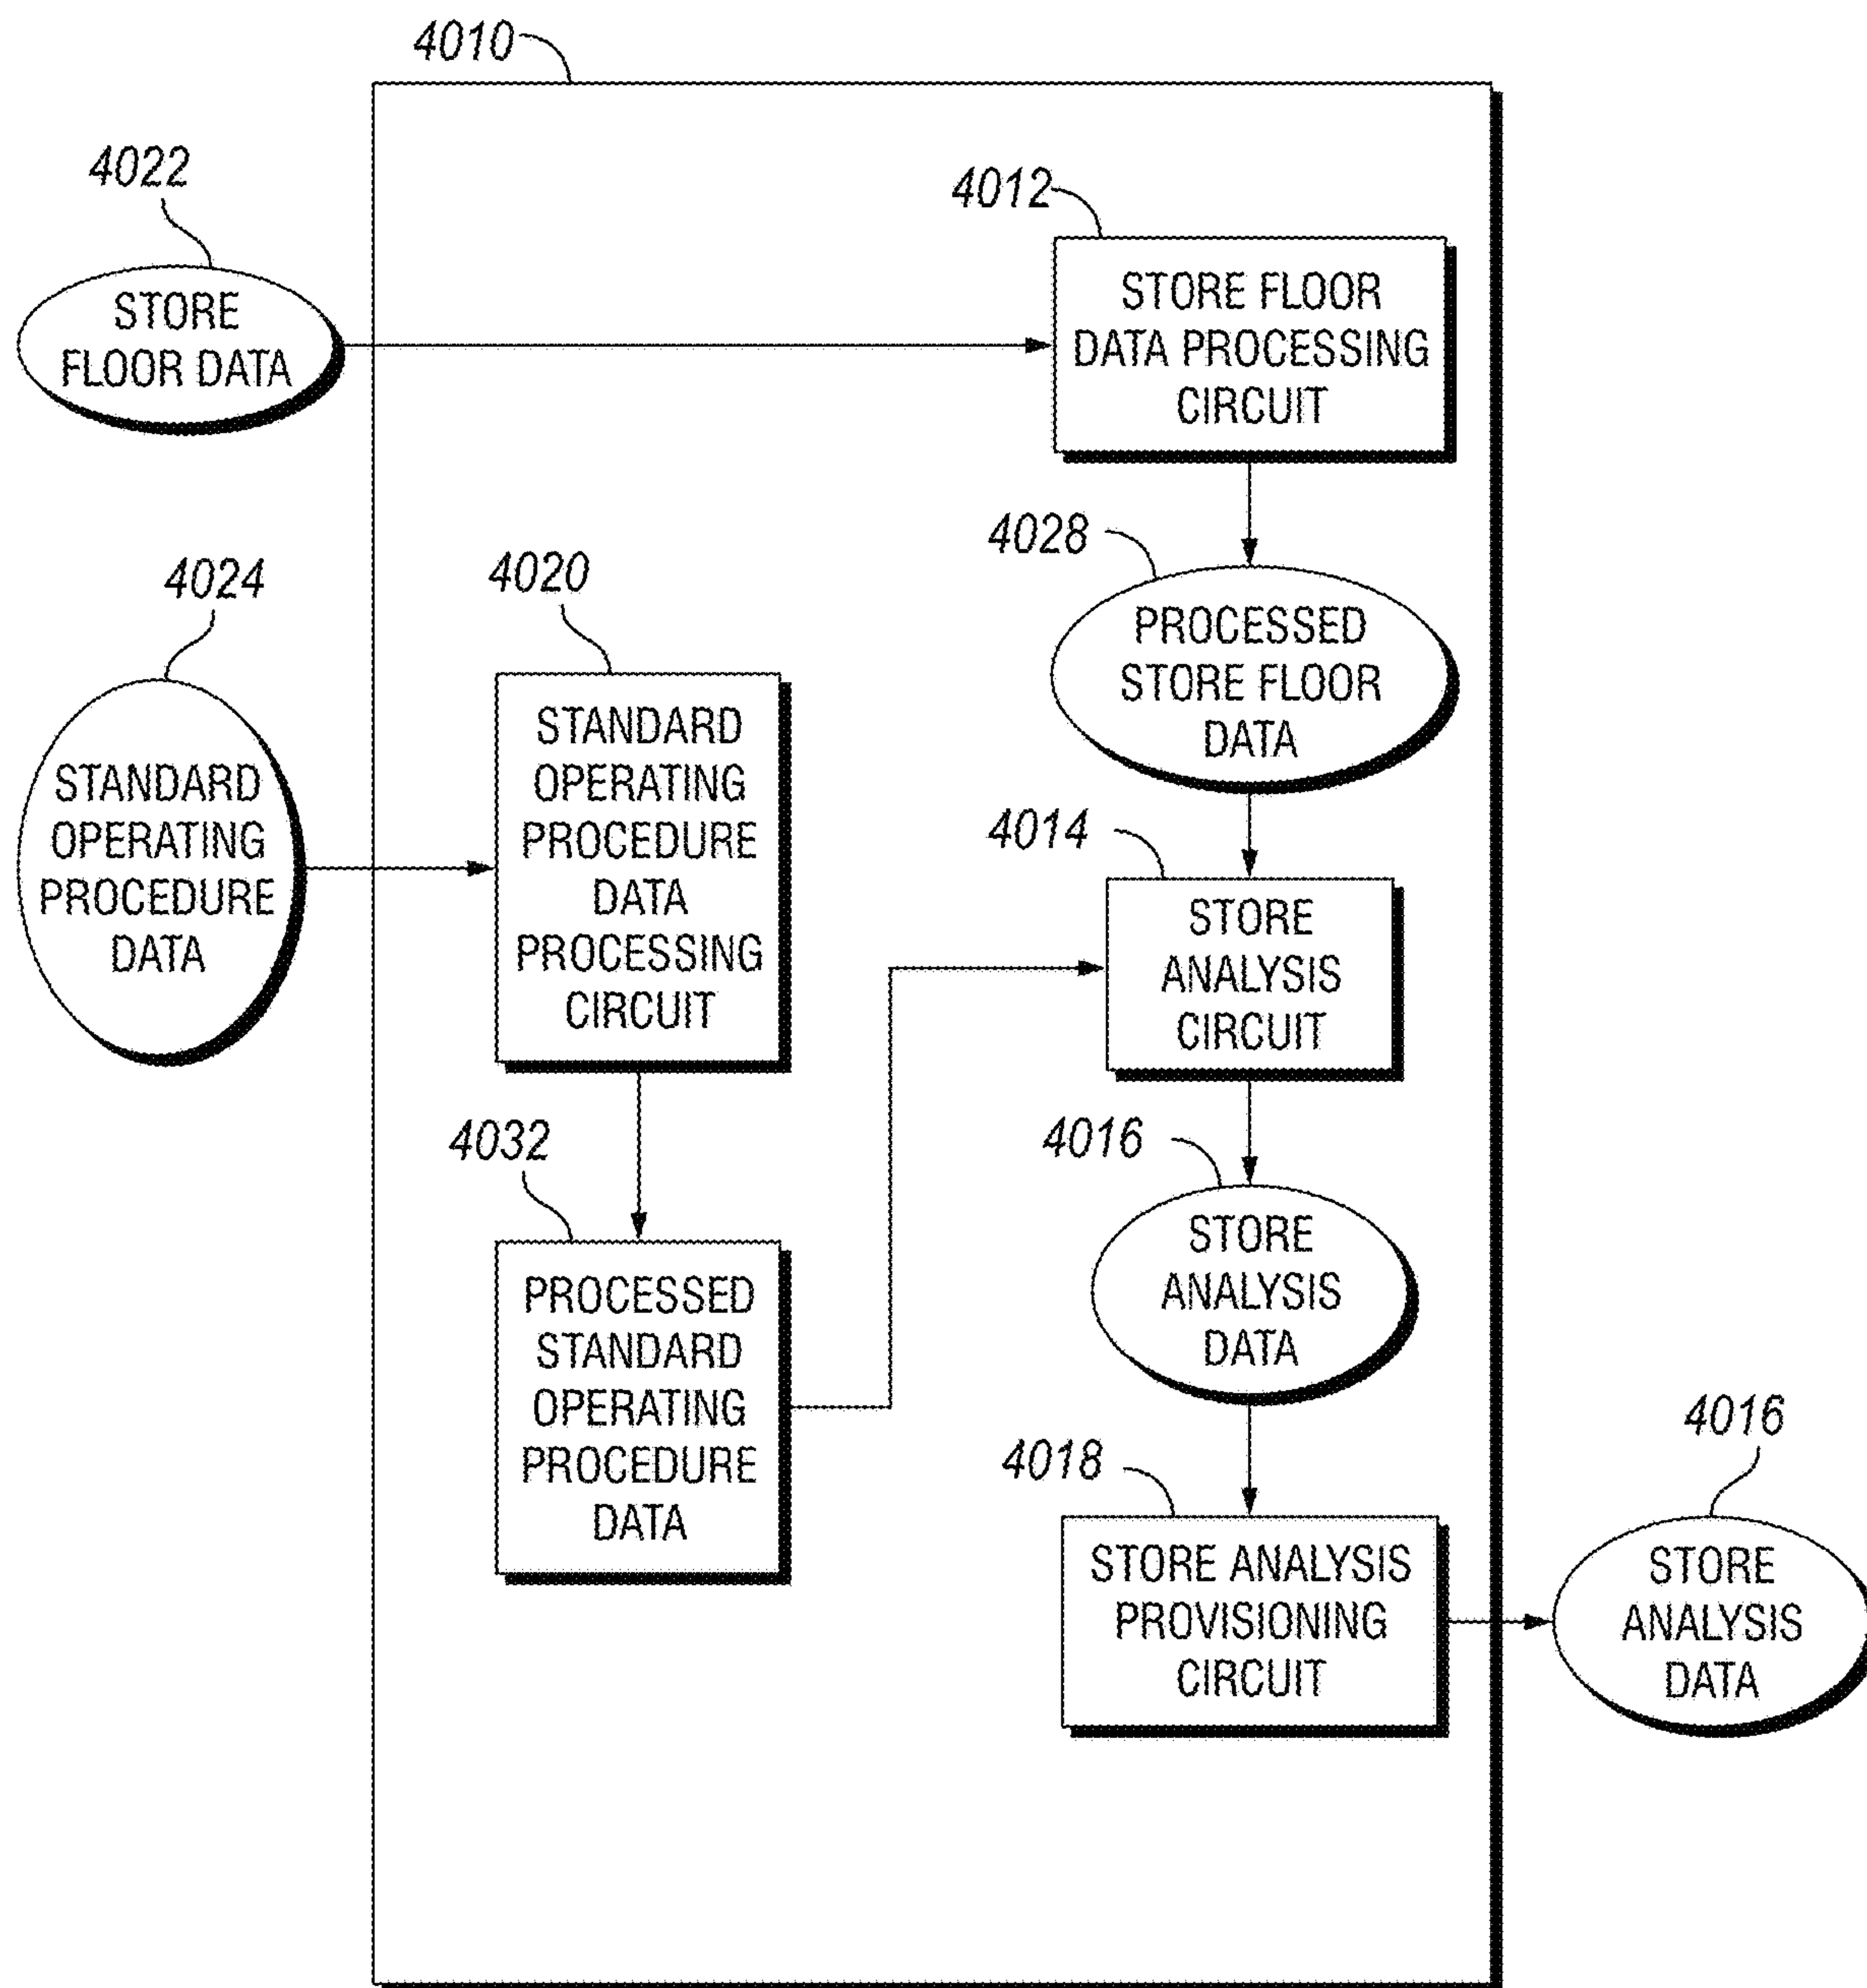 4010
4022
STORE
FLOOR DATA
4012
STORE FLOOR
DATA PROCESSING
CIRCUIT
4028
PROCESSED
STORE FLOOR
DATA
4024
STANDARD
OPERATING
PROCEDURE
DATA
4020
STANDARD
OPERATING
PROCEDURE
DATA
PROCESSING
CIRCUIT
4014
STORE
ANALYSIS
CIRCUIT
4032
PROCESSED
STANDARD
OPERATING
PROCEDURE
DATA
4016
STORE
ANALYSIS
DATA
4018
STORE ANALYSIS
PROVISIONING
CIRCUIT
4016
STORE
ANALYSIS
DATA